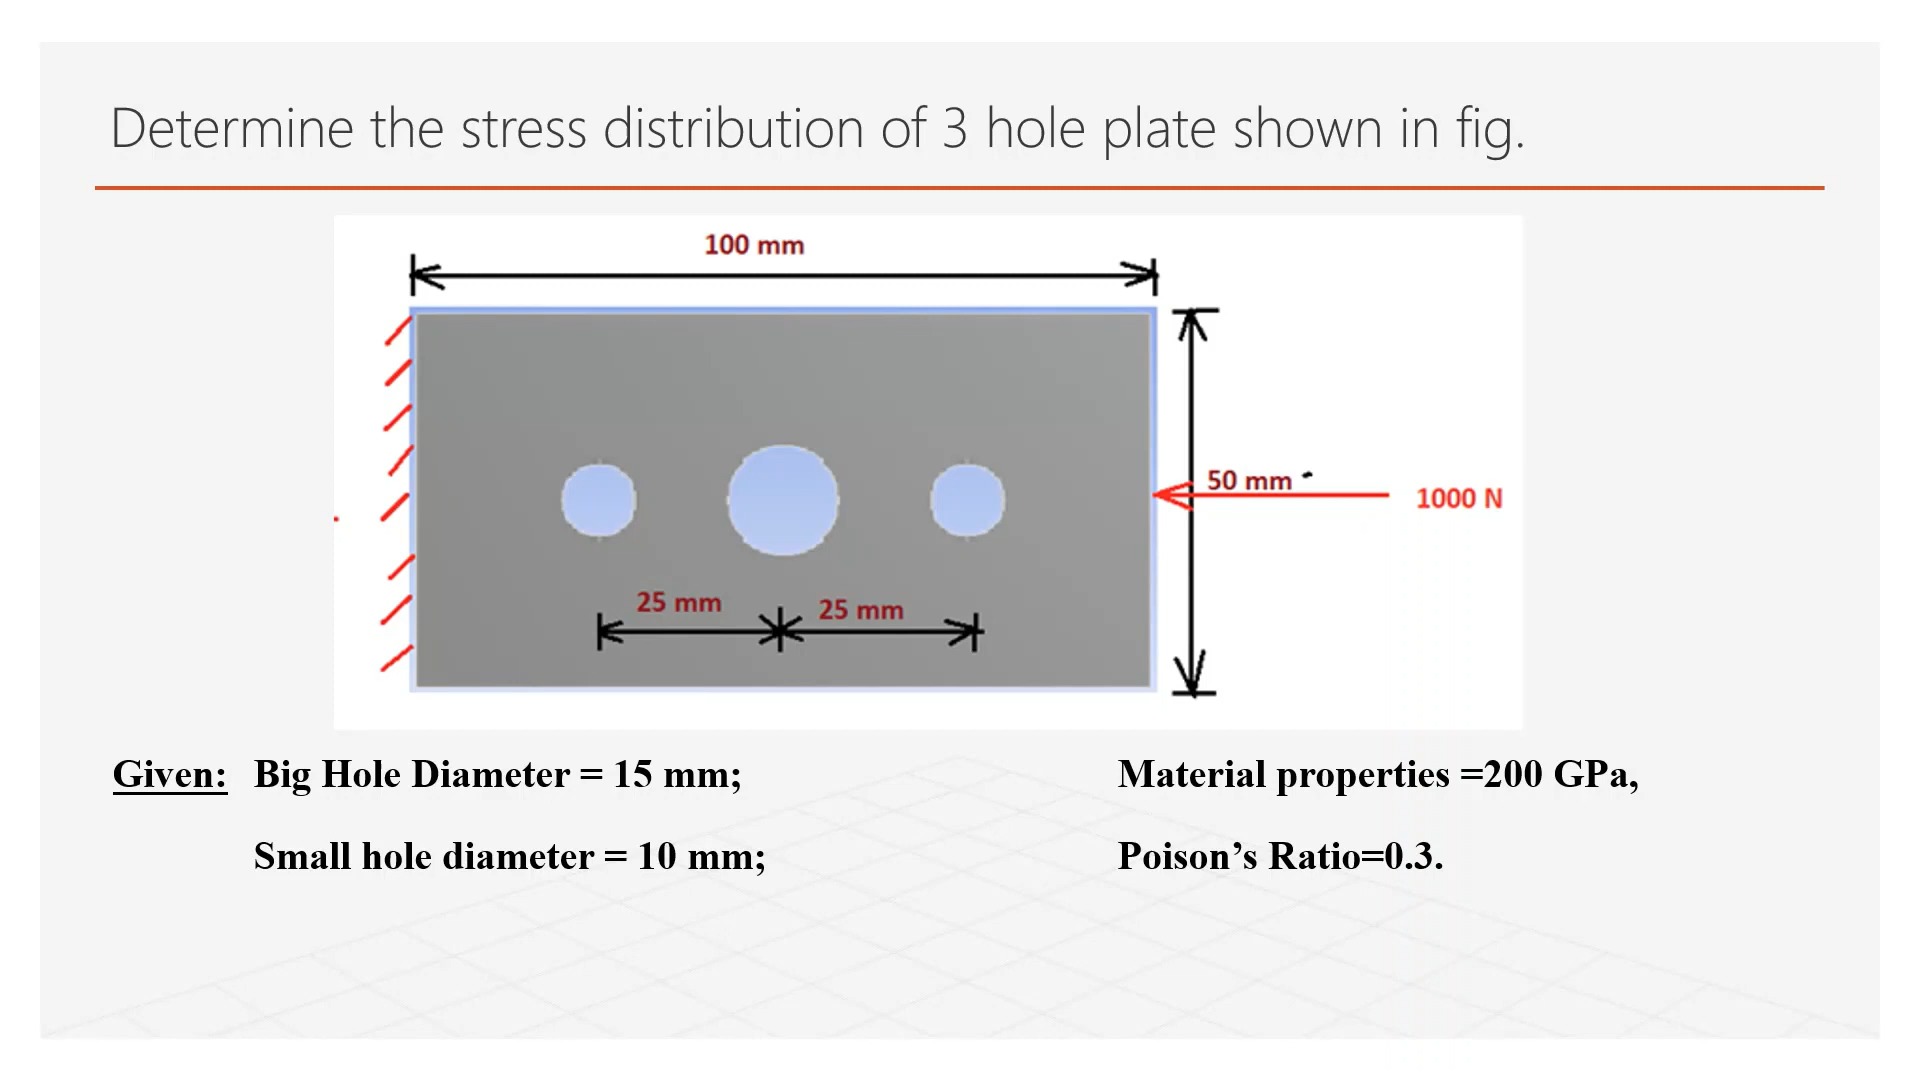 Determine the stress distribution of 3 hole plate shown in fig.
100 mm
50 mm
1000 N
25 mm
25 mm
Given: Big Hole Diameter = 15 mm;
Material properties =200 GPa,
Small hole diameter = 10 mm;
Poison’s Ratio=0.3.